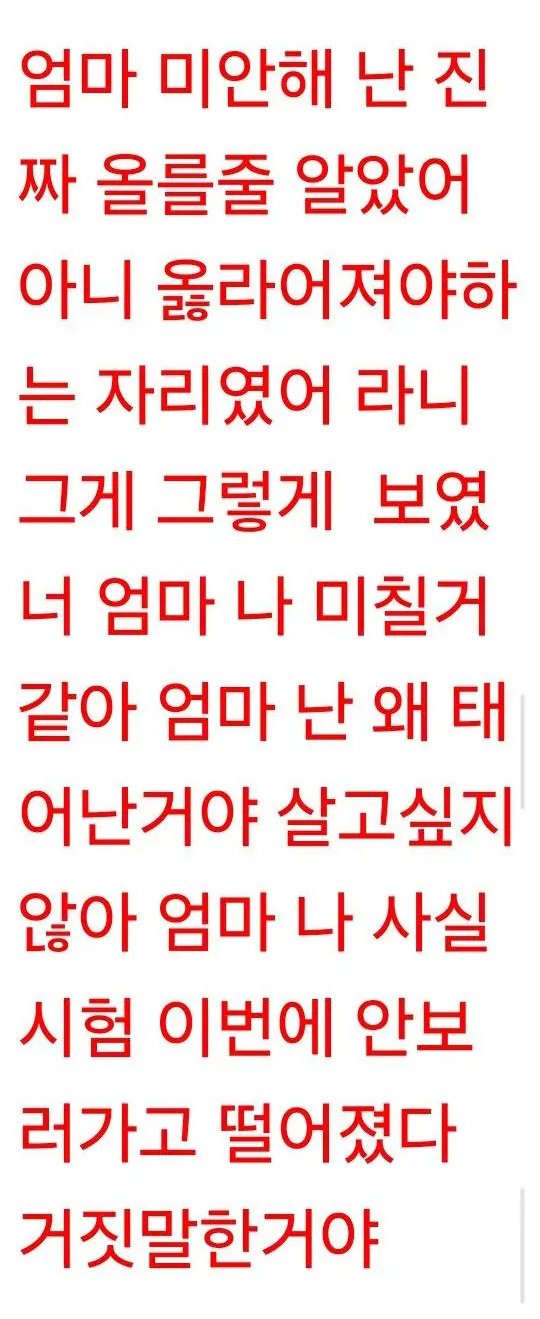 엄마 미안해 난 진
짜 올를줄 알았어
아니 옳라어져야하
는 자리였어 라니
그게 그렇게  보였
너 엄마 나 미칠거
같아 엄마 난 왜 태
어난거야 살고싶지
않아 엄마 나 사실
시험 이번에 안보
러가고 떨어졌다
거짓말한거야